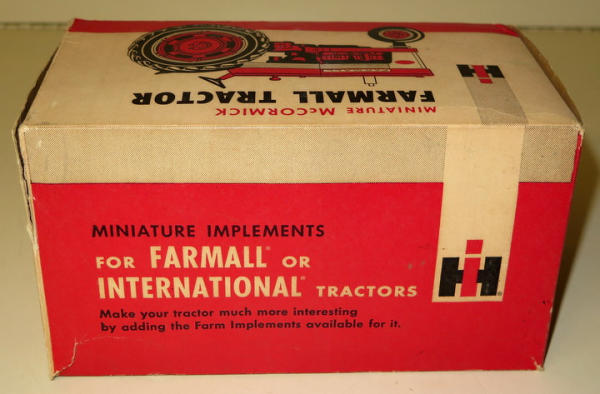 MINIATURE McCORMICK
FARMALL TRACTOR
IH
MINIATURE IMPLEMENTS
FOR FARMALL® OR
INTERNATIONAL® TRACTORS
IH®
Make your tractor much more interesting
by adding the Farm Implements available for it.